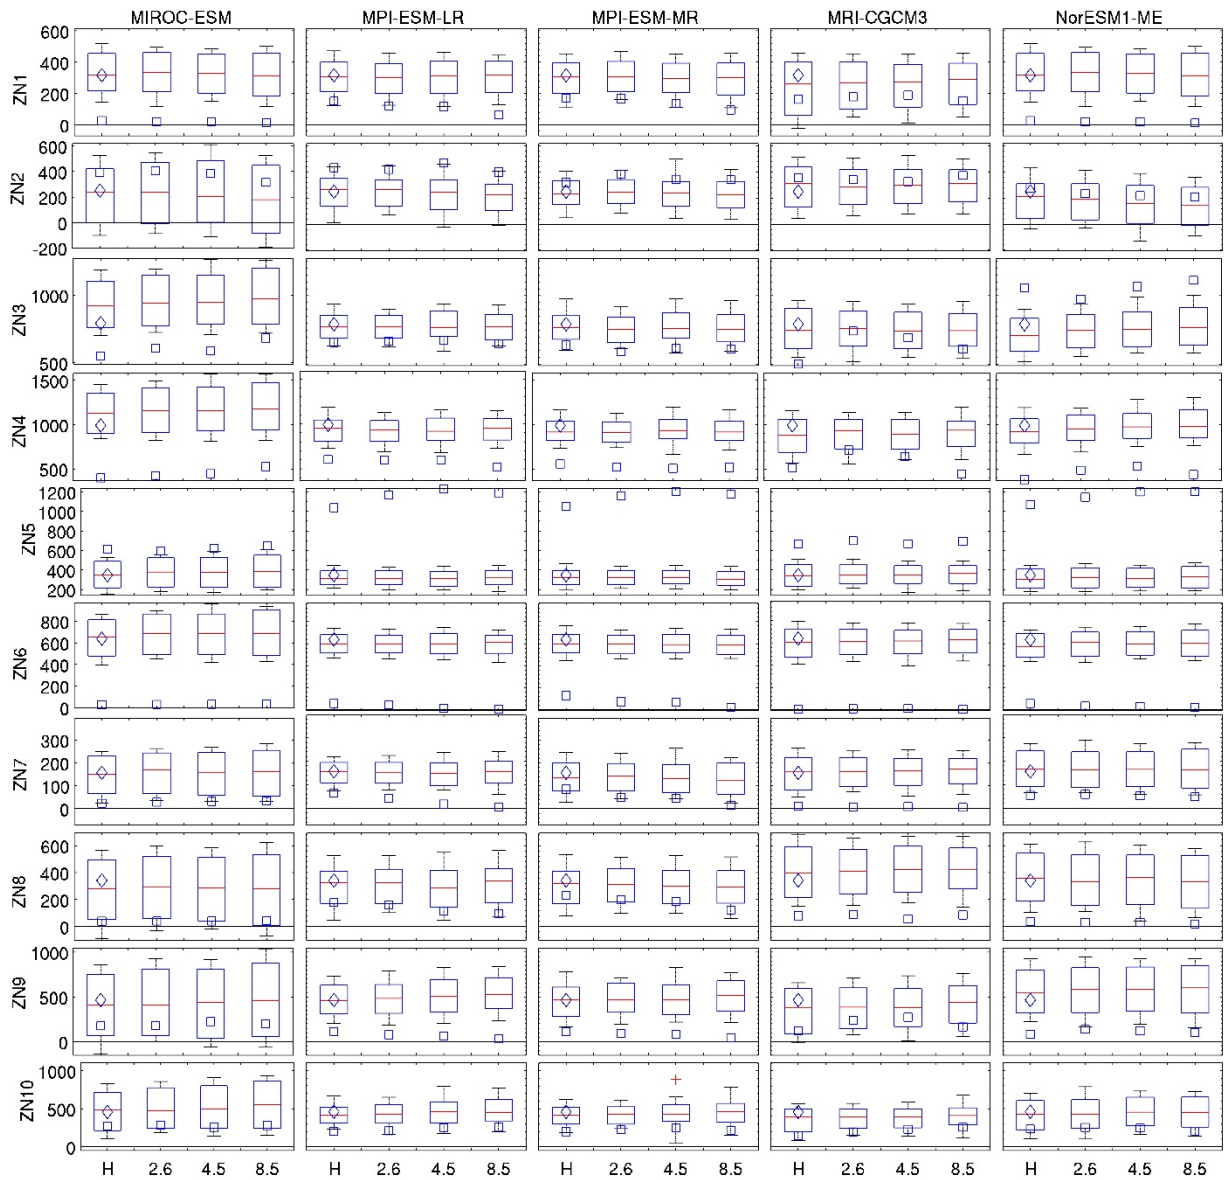 MIROC-ESM MPI-ESM-LR MPI-ESM-MR MRI-CGCM3 NorESM1-ME
ZN1 600 400 200 0
ZN2 600 400 200 0 -200
ZN3 1000 500
ZN4 1500 1000 500
ZN5 1200 1000 800 600 400 200
ZN6 800 600 400 200 0
ZN7 300 200 100 0
ZN8 600 400 200 0
ZN9 1000 500 0
ZN10 1000 500 0
H 2.6 4.5 8.5 H 2.6 4.5 8.5 H 2.6 4.5 8.5 H 2.6 4.5 8.5 H 2.6 4.5 8.5